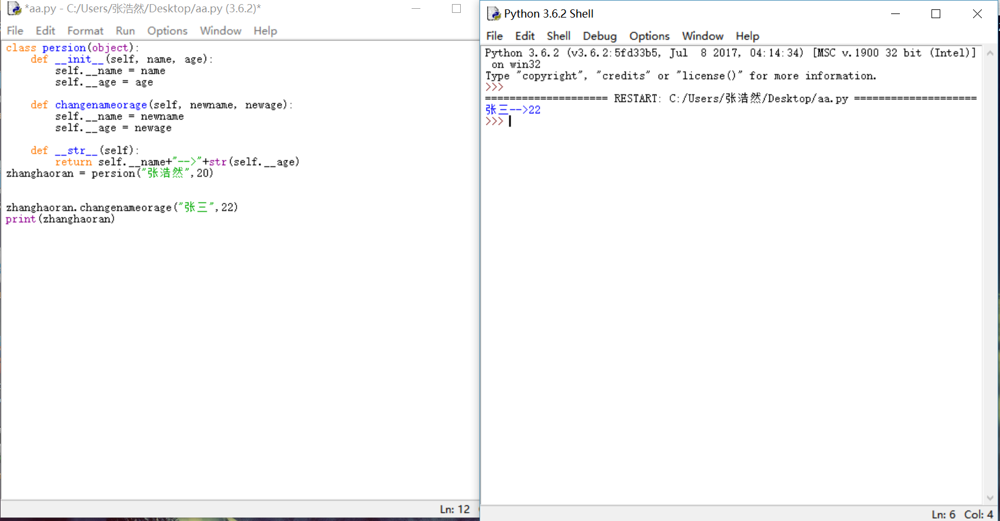 *aa.py - C:/Users/张浩然/Desktop/aa.py (3.6.2)*
File Edit Format Run Options Window Help
class persion(object):
    def __init__(self, name, age):
        self.__name = name
        self.__age = age
    def changenameorage(self, newname, newage):
        self.__name = newname
        self.__age = newage
    def __str__(self):
        return self.__name+"-->"+str(self.__age)
zhanghaoran = persion("张浩然",20)
zhanghaoran.changenameorage("张三",22)
print(zhanghaoran)
Ln: 12
Python 3.6.2 Shell
File Edit Shell Debug Options Window Help
Python 3.6.2 (v3.6.2:5fd33b5, Jul  8 2017, 04:14:34) [MSC v.1900 32 bit (Intel)]
 on win32
Type "copyright", "credits" or "license()" for more information.
>>>
==================== RESTART: C:/Users/张浩然/Desktop/aa.py ====================
张三-->22
>>>
Ln: 6 Col: 4